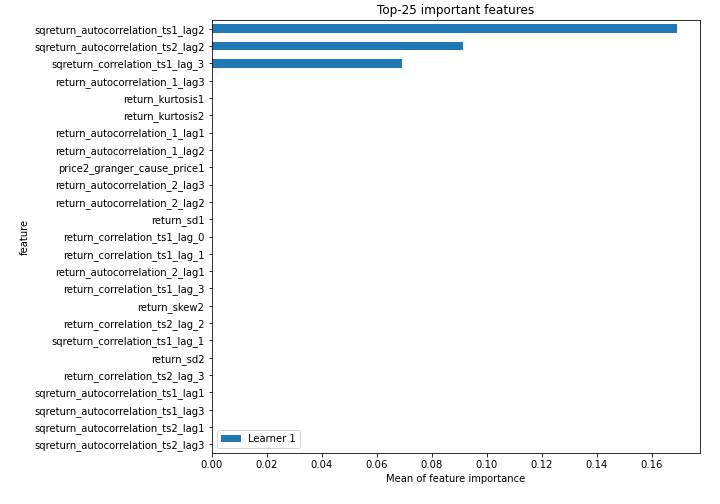 Top-25 important features
sqreturn_autocorrelation_ts1_lag2
sqreturn_autocorrelation_ts2_lag2
sqreturn_correlation_ts1_lag_3
return_autocorrelation_1_lag3
return_kurtosis1
return_kurtosis2
return_autocorrelation_1_lag1
return_autocorrelation_1_lag2
price2_granger_cause_price1
return_autocorrelation_2_lag3
return_autocorrelation_2_lag2
return_sd1
return_correlation_ts1_lag_0
return_correlation_ts1_lag_1
return_autocorrelation_2_lag1
return_correlation_ts1_lag_3
return_skew2
return_correlation_ts2_lag_2
sqreturn_correlation_ts1_lag_1
return_sd2
return_correlation_ts2_lag_3
sqreturn_autocorrelation_ts1_lag1
sqreturn_autocorrelation_ts1_lag3
sqreturn_autocorrelation_ts2_lag1
sqreturn_autocorrelation_ts2_lag3
feature
Learner 1
0.00 0.02 0.04 0.06 0.08 0.10 0.12 0.14 0.16
Mean of feature importance